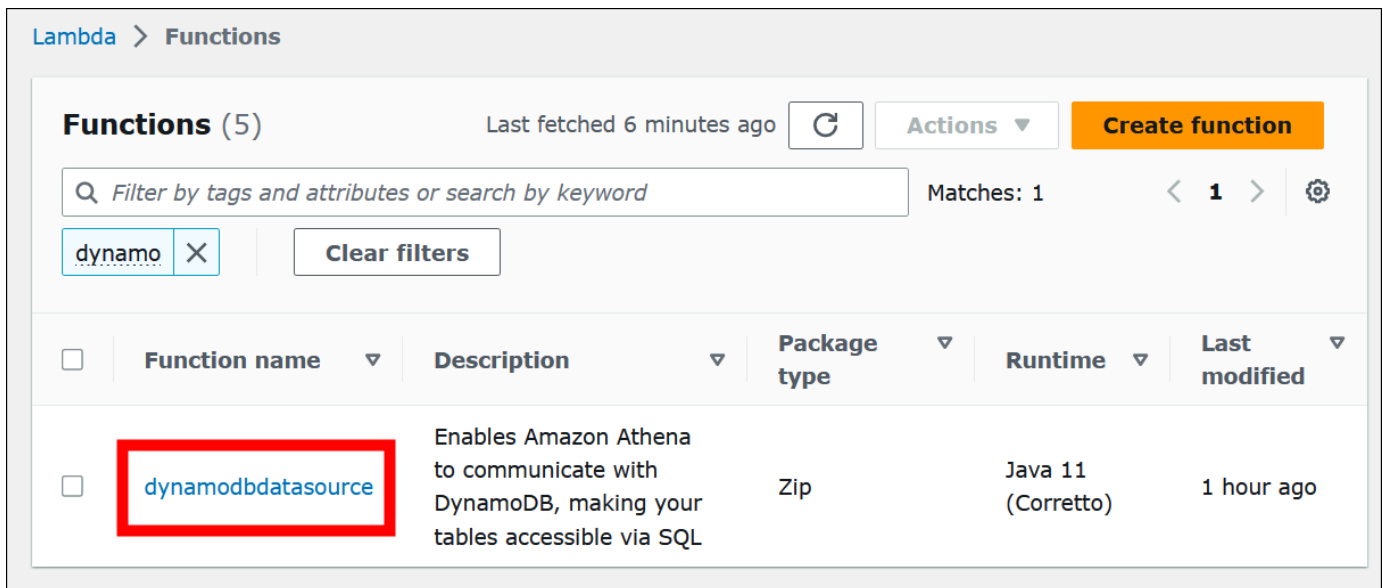 Lambda > Functions
Functions (5)
Last fetched 6 minutes ago
Actions
Create function
Filter by tags and attributes or search by keyword
Matches: 1
< 1 >
dynamo
Clear filters
Function name
Description
Package
type
Runtime
Last
modified
dynamodbdatasource
Enables Amazon Athena
to communicate with
DynamoDB, making your
tables accessible via SQL
Zip
Java 11
(Corretto)
1 hour ago